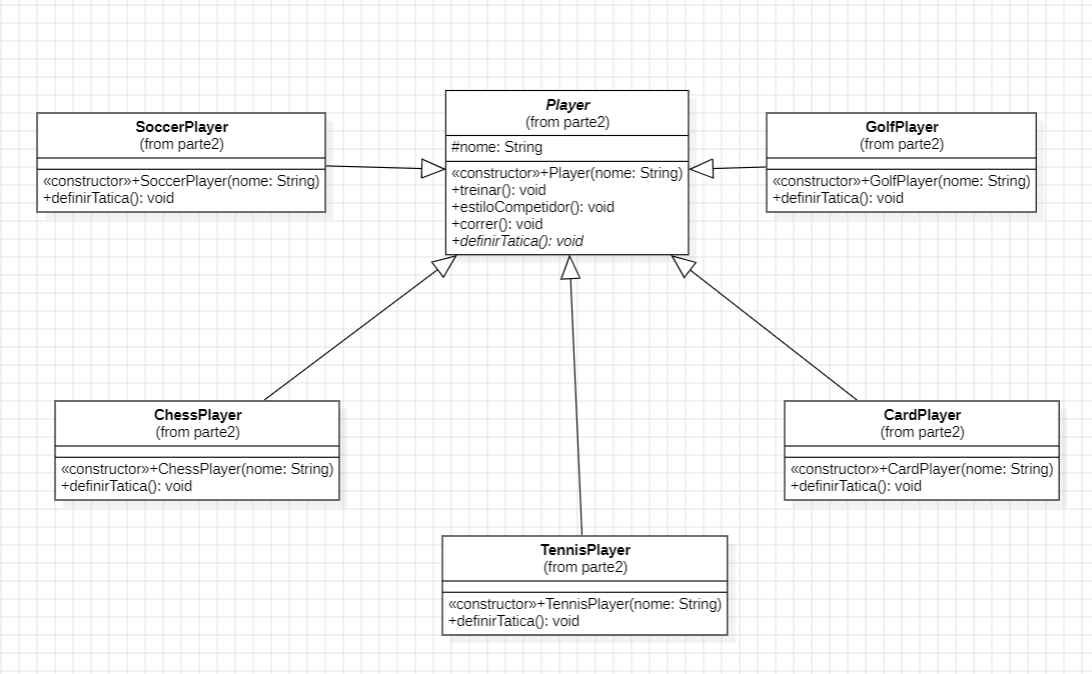 Player
(from parte2)
#nome: String
«constructor»+Player(nome: String)
+treinar(): void
+estiloCompetidor(): void
+correr(): void
+definirTatica(): void
SoccerPlayer
(from parte2)
«constructor»+SoccerPlayer(nome: String)
+definirTatica(): void
GolfPlayer
(from parte2)
«constructor»+GolfPlayer(nome: String)
+definirTatica(): void
ChessPlayer
(from parte2)
«constructor»+ChessPlayer(nome: String)
+definirTatica(): void
CardPlayer
(from parte2)
«constructor»+CardPlayer(nome: String)
+definirTatica(): void
TennisPlayer
(from parte2)
«constructor»+TennisPlayer(nome: String)
+definirTatica(): void